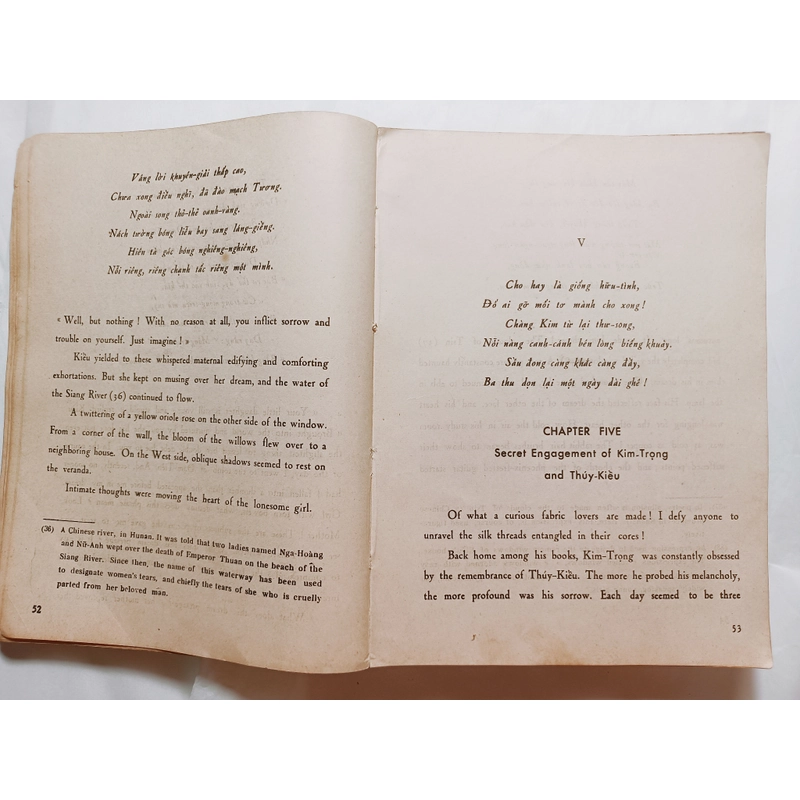 Vâng lời khuyên-giải thấp cao,
Chưa xong điều nghĩ, đã dào mạch Tương.
Ngoài song thỏ-thẻ oanh-vàng.
Nách tường bóng liễu bay sang láng-giềng.
Hiên tà gác bóng nghiêng-nghiêng,
Nỗi riêng, riêng chạnh tấc riêng một mình.
« Well, but nothing ! With no reason at all, you inflict sorrow and
trouble on yourself. Just imagine ! »
Kiều yielded to these whispered maternal edifying and comforting
exhortations. But she kept on musing over her dream, and the water of
the Siang River (36) continued to flow.
A twittering of a yellow oriole rose on the other side of the window.
From a corner of the wall, the bloom of the willows flew over to a
neighboring house. On the West side, oblique shadows seemed to rest on
the veranda.
Intimate thoughts were moving the heart of the lonesome girl.
(36) A Chinese river, in Hunao. It was told that two ladies named Nga-Hoàng
and Nữ-Anh wept over the death of Emperor Thuan on the beach of the
Siang River. Since then, the name of this waterway has been used
to designate women's tears, and chiefly the tears of she who is cruelly
parted from her beloved man.
52
V
Cho hay là giống hữu-tình,
Đố ai gỡ mối tơ mành cho xong !
Chàng Kim từ lại thư-song,
Nỗi nàng canh-cánh bên lòng biếng khuây.
Sầu đong càng khắc càng đầy,
Ba thu dọn lại một ngày dài ghê !
CHAPTER FIVE
Secret Engagement of Kim-Trọng
and Thúy-Kiều
Of what a curious fabric lovers are made ! I defy anyone to
unravel the silk threads entangled in their cores !
Back home among his books, Kim-Trọng was constantly obsessed
by the remembrance of Thúy-Kiều. The more he probed his melancholy,
the more profound was his sorrow. Each day seemed to be three
53